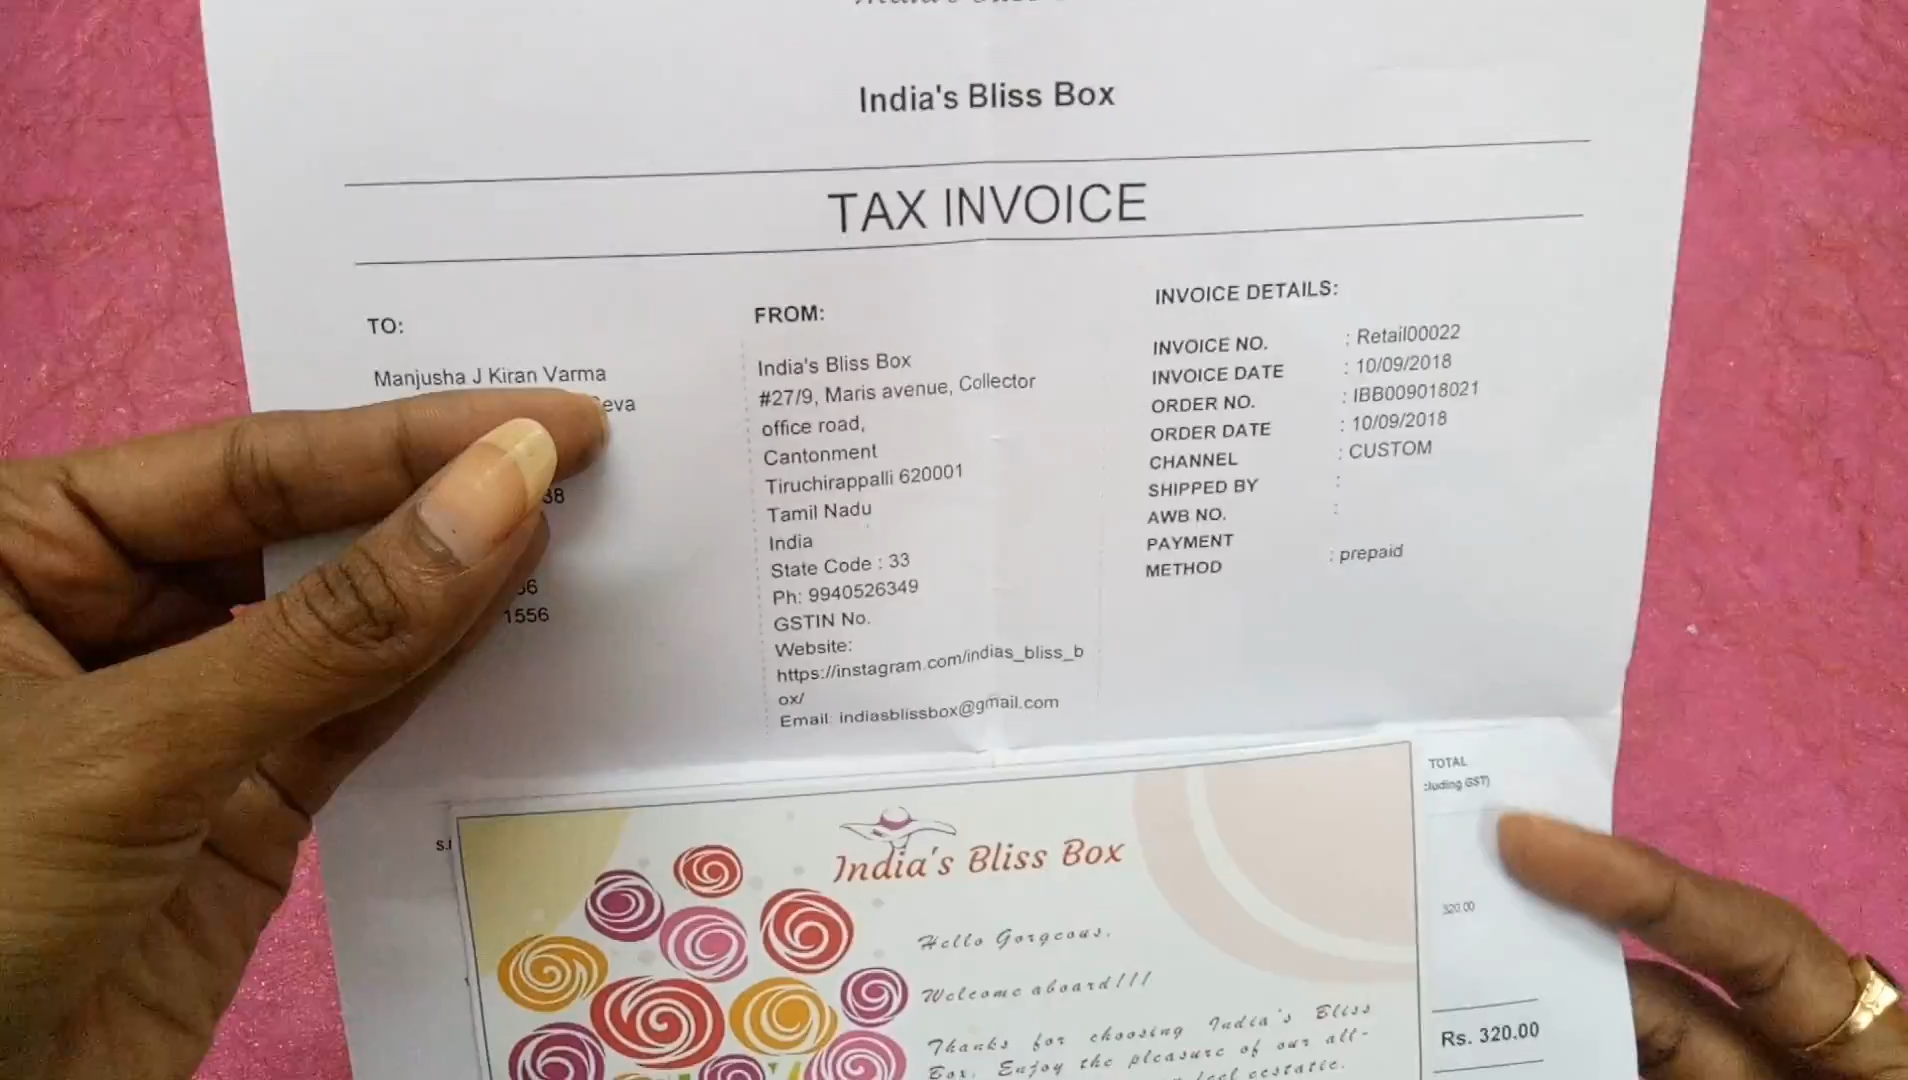 India's Bliss Box
TAX INVOICE
TO:
Manjusha J Kiran Varma
eva
38
56
1556
FROM:
India's Bliss Box
#27/9, Maris avenue, Collector
office road,
Cantonment
Tiruchirappalli 620001
Tamil Nadu
India
State Code : 33
Ph: 9940526349
GSTIN No.
Website:
https://instagram.com/indias_bliss_b
ox/
Email: indiasblissbox@gmail.com
INVOICE DETAILS:
INVOICE NO. : Retail00022
INVOICE DATE : 10/09/2018
ORDER NO. : IBB009018021
ORDER DATE : 10/09/2018
CHANNEL : CUSTOM
SHIPPED BY :
AWB NO. :
PAYMENT
METHOD : prepaid
TOTAL
cluding GST)
320.00
Rs. 320.00
India's Bliss Box
Hello Gorgeous,
Welcome aboard!!!
Thanks for choosing India's Bliss
Box. Enjoy the pleasure of our all-
feel ecstatic.